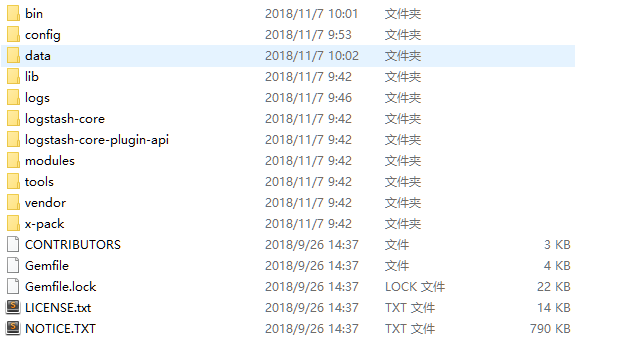 bin 2018/11/7 10:01 文件夹
config 2018/11/7 9:53 文件夹
data 2018/11/7 10:02 文件夹
lib 2018/11/7 9:42 文件夹
logs 2018/11/7 9:46 文件夹
logstash-core 2018/11/7 9:42 文件夹
logstash-core-plugin-api 2018/11/7 9:42 文件夹
modules 2018/11/7 9:42 文件夹
tools 2018/11/7 9:42 文件夹
vendor 2018/11/7 9:42 文件夹
x-pack 2018/11/7 9:42 文件夹
CONTRIBUTORS 2018/9/26 14:37 文件 3 KB
Gemfile 2018/9/26 14:37 文件 4 KB
Gemfile.lock 2018/9/26 14:37 LOCK 文件 22 KB
LICENSE.txt 2018/9/26 14:37 TXT 文件 14 KB
NOTICE.TXT 2018/9/26 14:37 TXT 文件 790 KB